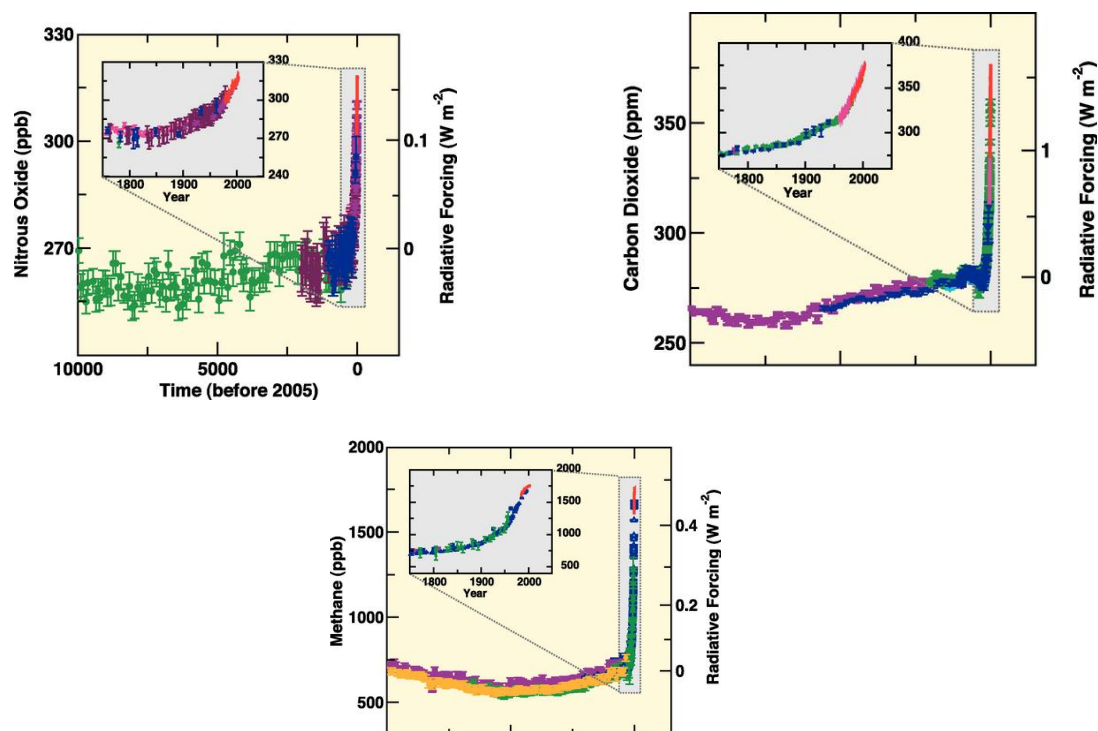 330
300
270
Nitrous Oxide (ppb)
330
300
270
240
1800 1900 2000
Year
0.1
0
Radiative Forcing (W m-2)
10000 5000 0
Time (before 2005)
350
300
250
Carbon Dioxide (ppm)
400
350
300
1800 1900 2000
Year
1
0
Radiative Forcing (W m-2)
2000
1500
1000
500
Methane (ppb)
2000
1500
1000
500
1800 1900 2000
Year
0.4
0.2
0
Radiative Forcing (W m-2)